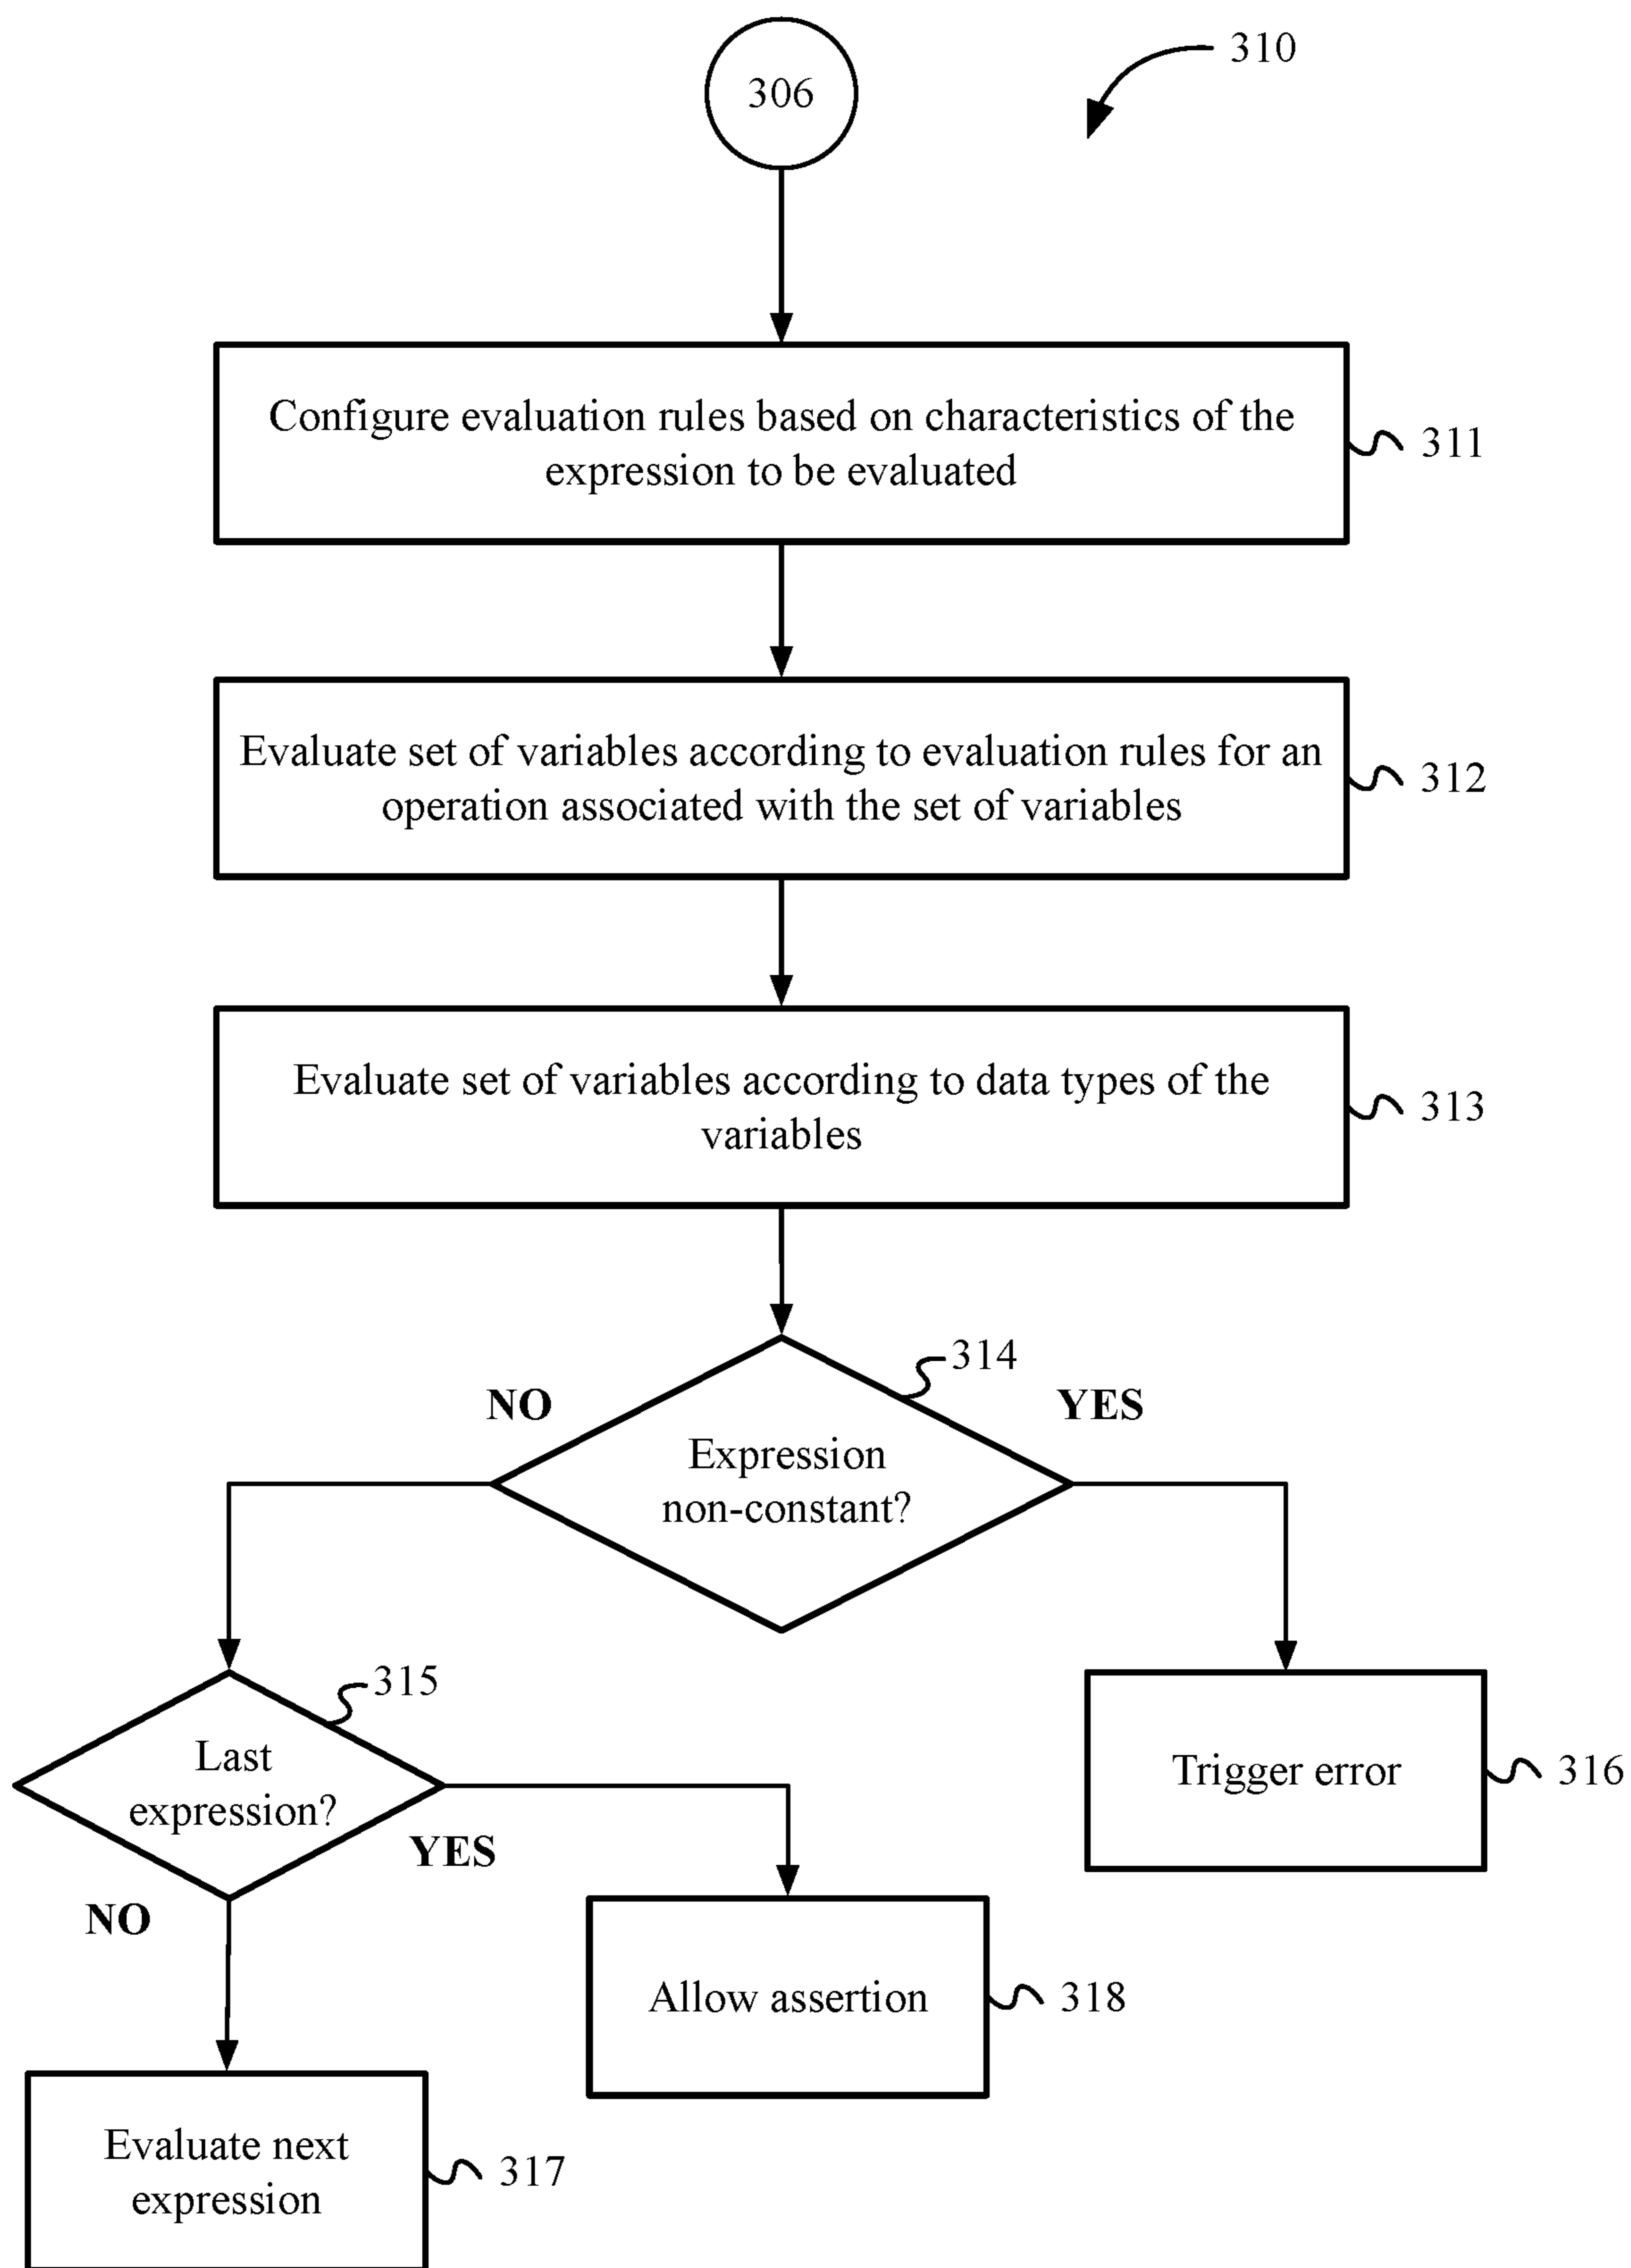 310
306
Configure evaluation rules based on characteristics of the
expression to be evaluated
311
Evaluate set of variables according to evaluation rules for an
operation associated with the set of variables
312
Evaluate set of variables according to data types of the
variables
313
314
NO
YES
Expression
non-constant?
315
Last
expression?
YES
NO
Trigger error
316
Allow assertion
318
Evaluate next
expression
317